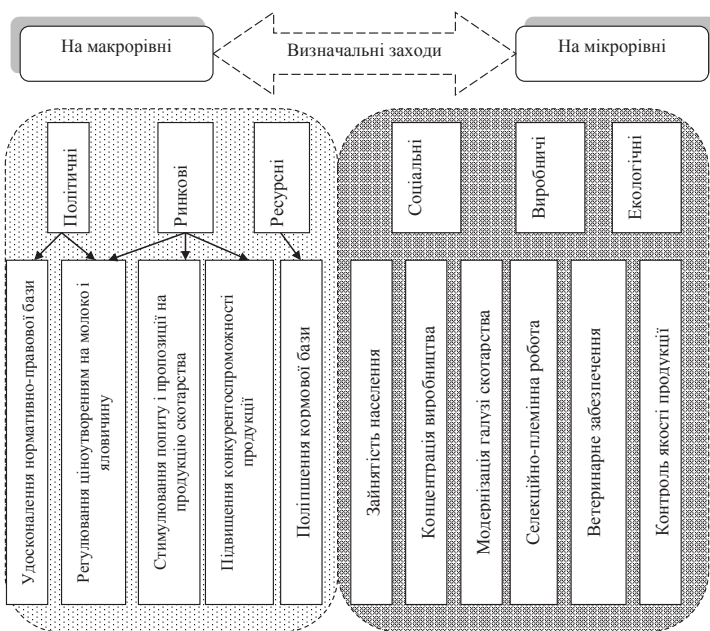 На макрорівні
Визначальні заходи
На мікрорівні
Політичні
Ринкові
Ресурсні
Соціальні
Виробничі
Екологічні
Удосконалення нормативно-правової бази
Регулювання ціноутворенням на молоко і
яловичину
Стимулювання попиту і пропозиції на
продукцію скотарства
Підвищення конкурентоспроможності
продукції
Поліпшення кормової бази
Зайнятість населення
Концентрація виробництва
Модернізація галузі скотарства
Селекційно-племінна робота
Ветеринарне забезпечення
Контроль якості продукції